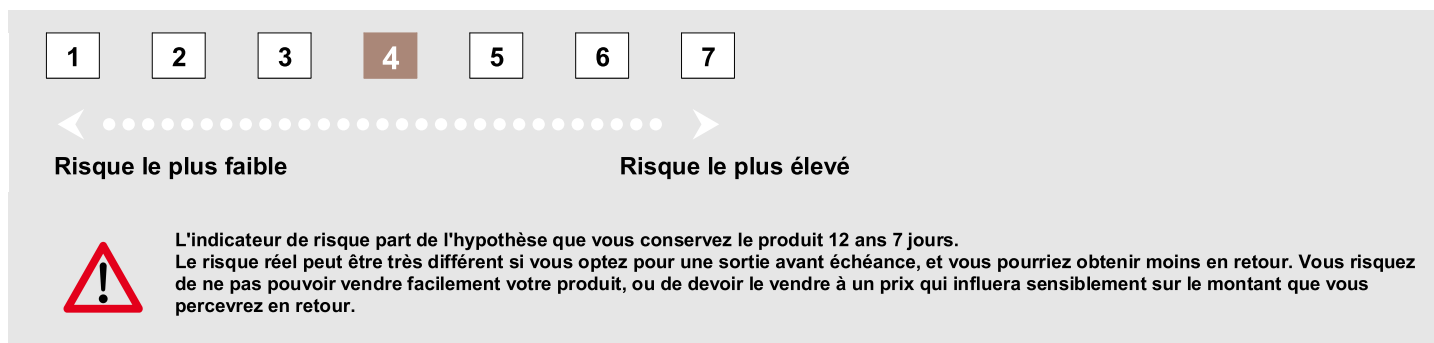 1 2 3 4 5 6 7
Risque le plus faible Risque le plus élevé
L'indicateur de risque part de l'hypothèse que vous conservez le produit 12 ans 7 jours.
Le risque réel peut être très différent si vous optez pour une sortie avant échéance, et vous pourriez obtenir moins en retour. Vous risquez
de ne pas pouvoir vendre facilement votre produit, ou de devoir le vendre à un prix qui influera sensiblement sur le montant que vous
percevrez en retour.